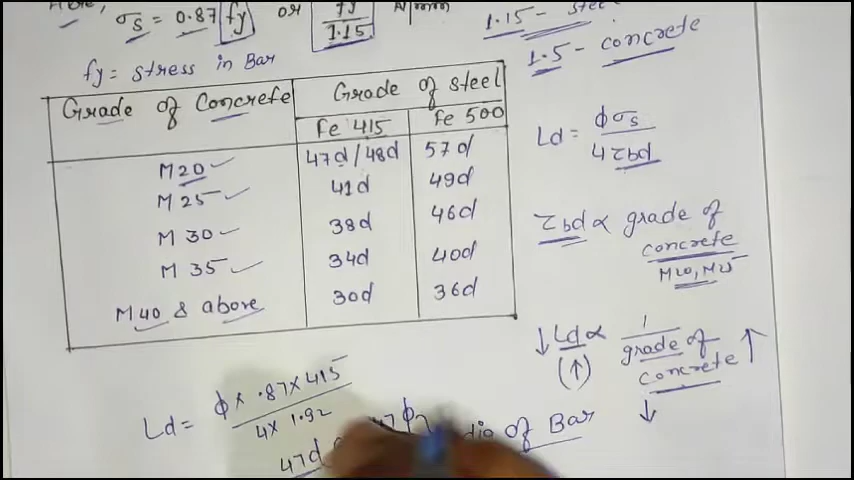 Here, σs = 0.87 fy or fy/1.15 N/mm
1.15 - steel
1.5 - concrete
fy = stress in Bar
Grade of Concrete Grade of steel
Fe 415 Fe 500
M20 47d/48d 57d
M25 41d 49d
M30 38d 46d
M35 34d 40d
M40 & above 30d 36d
Ld = ϕσs / 4τbd
τbd ∝ grade of
concrete
M20, M25
↓ Ld ∝ 1 / grade of
(↑) concrete ↑
↓
Ld = ϕ × .87×415 / 4×1.92
47d
47ϕ dia of Bar